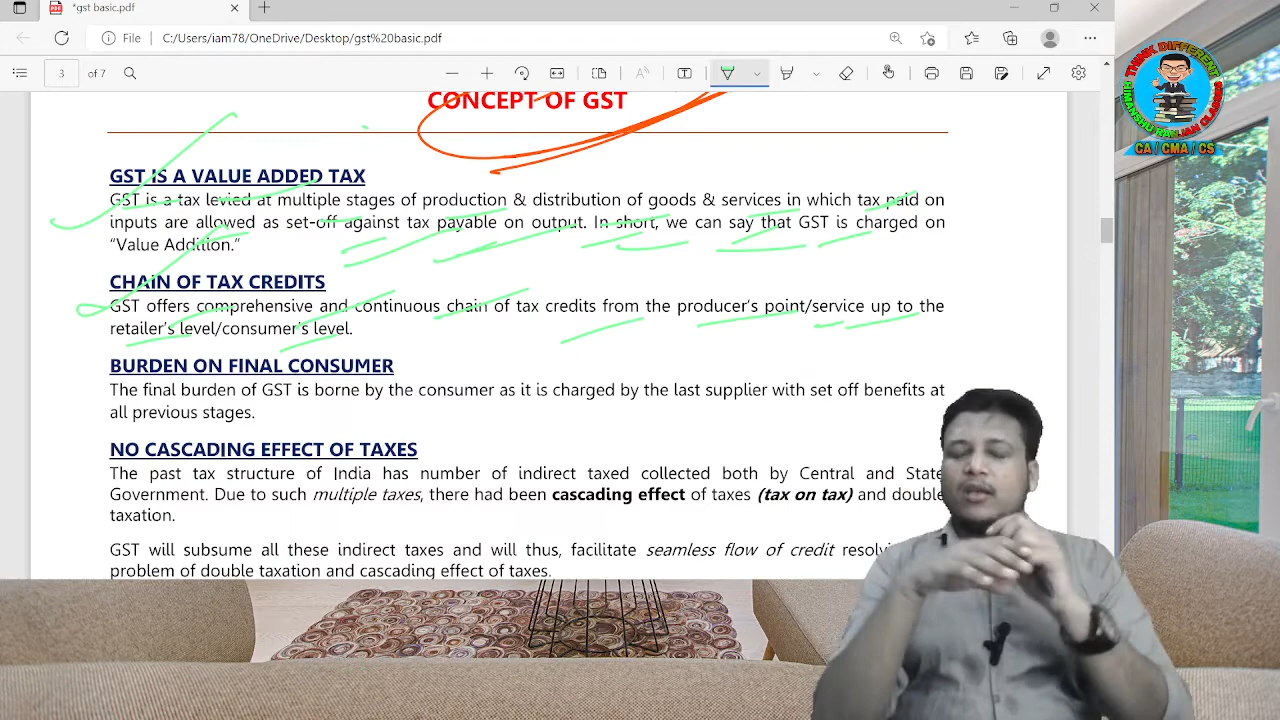 *gst basic.pdf
File C:/Users/iam78/OneDrive/Desktop/gst%20basic.pdf
3 of 7
CONCEPT OF GST
THINK DIFFERENT
HIMANSHU RANJAN CLASSES
CA / CMA / CS
GST IS A VALUE ADDED TAX
GST is a tax levied at multiple stages of production & distribution of goods & services in which tax paid on
inputs are allowed as set-off against tax payable on output. In short, we can say that GST is charged on
“Value Addition.”
CHAIN OF TAX CREDITS
GST offers comprehensive and continuous chain of tax credits from the producer’s point/service up to the
retailer’s level/consumer’s level.
BURDEN ON FINAL CONSUMER
The final burden of GST is borne by the consumer as it is charged by the last supplier with set off benefits at
all previous stages.
NO CASCADING EFFECT OF TAXES
The past tax structure of India has number of indirect taxed collected both by Central and State
Government. Due to such multiple taxes, there had been cascading effect of taxes (tax on tax) and double
taxation.
GST will subsume all these indirect taxes and will thus, facilitate seamless flow of credit
problem of double taxation and cascading effect of taxes.